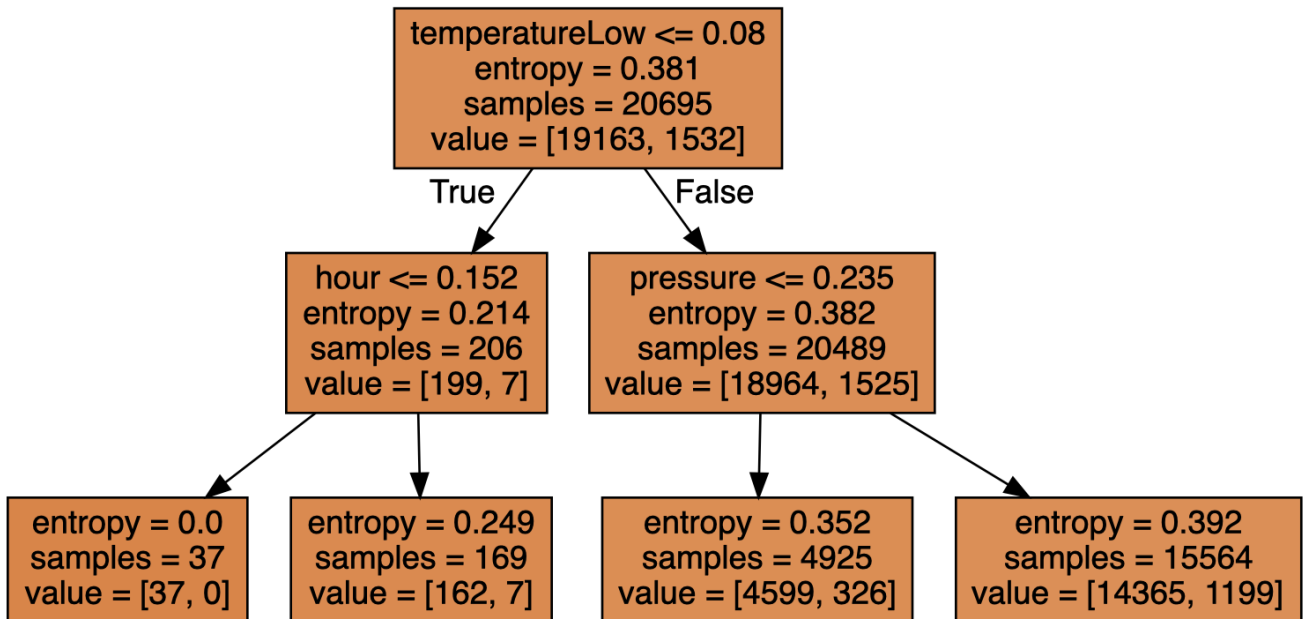 temperatureLow <= 0.08
entropy = 0.381
samples = 20695
value = [19163, 1532]
True
False
hour <= 0.152
entropy = 0.214
samples = 206
value = [199, 7]
pressure <= 0.235
entropy = 0.382
samples = 20489
value = [18964, 1525]
entropy = 0.0
samples = 37
value = [37, 0]
entropy = 0.249
samples = 169
value = [162, 7]
entropy = 0.352
samples = 4925
value = [4599, 326]
entropy = 0.392
samples = 15564
value = [14365, 1199]